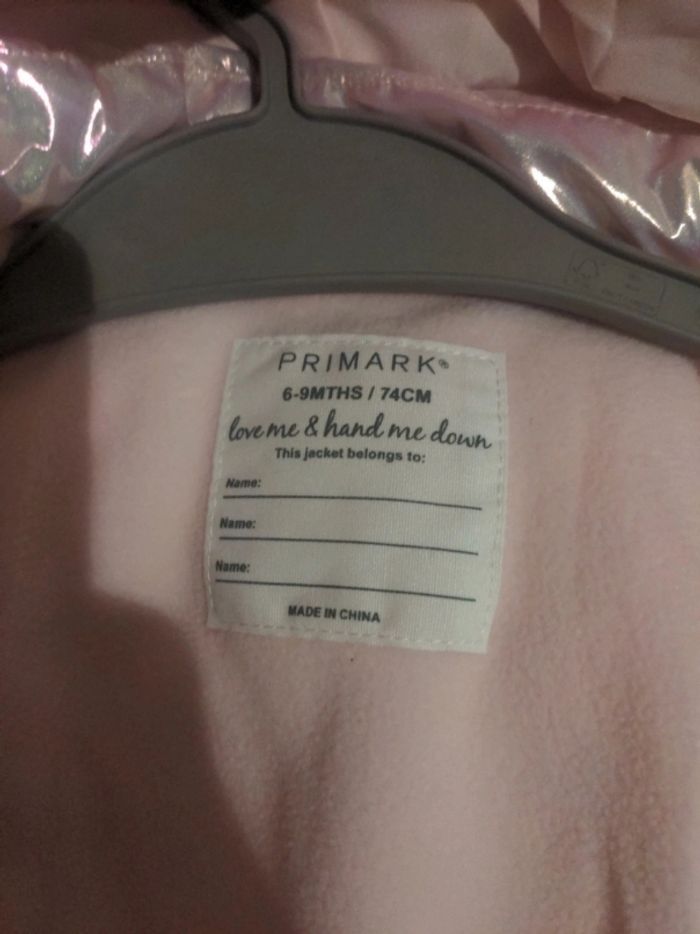 PRIMARK®
6-9MTHS / 74CM
love me & hand me down
This jacket belongs to:
Name:
Name:
Name:
MADE IN CHINA